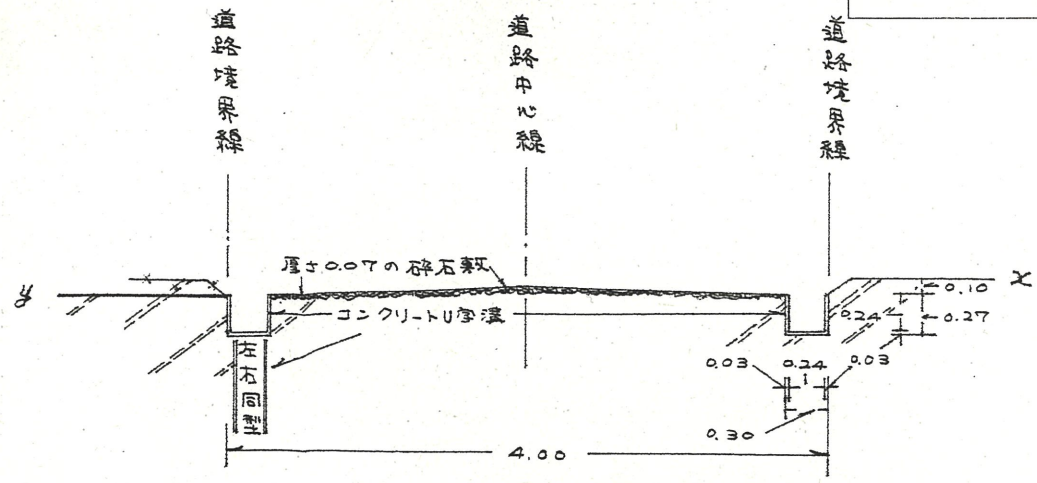 道路境界線
道路中心線
道路境界線
厚さ0.07の砕石敷
y
x
コンクリートU字溝
左右同型
0.10
0.24
0.27
0.03
0.24
0.03
0.30
4.00